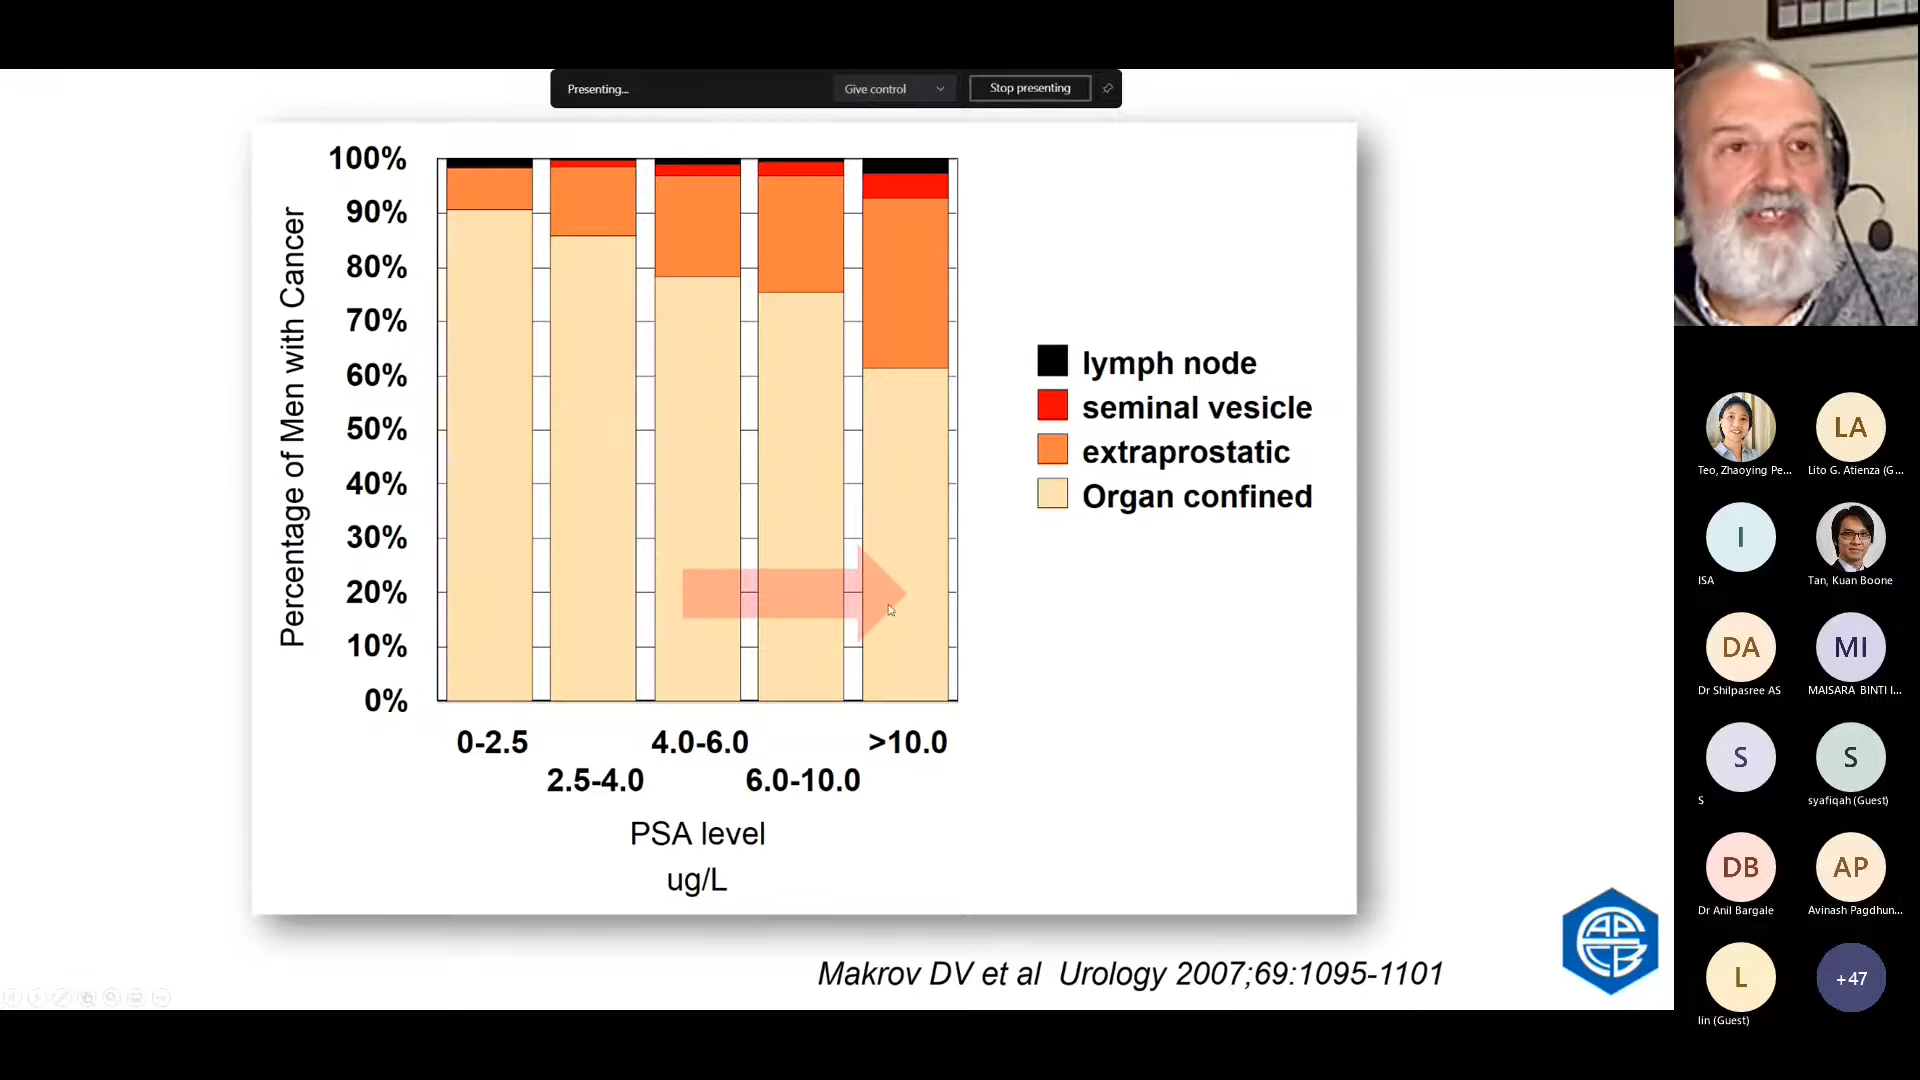 Presenting...
Give control
Stop presenting
100%
90%
80%
70%
60%
50%
40%
30%
20%
10%
0%
Percentage of Men with Cancer
lymph node
seminal vesicle
extraprostatic
Organ confined
0-2.5
4.0-6.0
>10.0
2.5-4.0
6.0-10.0
PSA level
ug/L
Makrov DV et al Urology 2007;69:1095-1101
APFCB
LA
Teo, Zhaoying Pe...
Lito G. Atienza (G...
I
ISA
Tan, Kuan Boone
DA
MI
Dr Shilpasree AS
MAISARA BINTI I...
S
S
S
syafiqah (Guest)
DB
AP
Dr Anil Bargale
Avinash Pagdhun...
L
+47
lin (Guest)